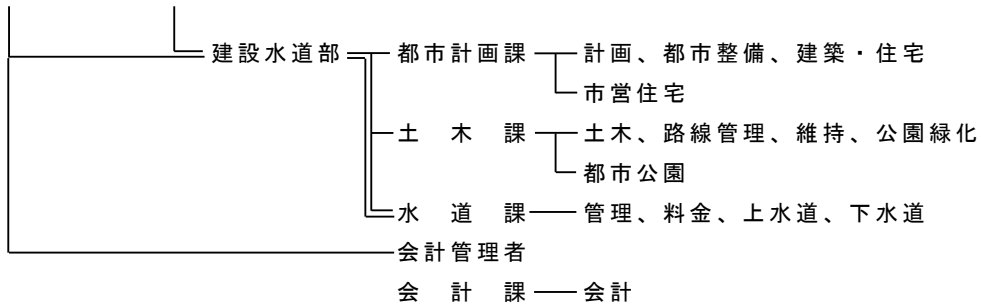 建設水道部 都市計画課 計画、都市整備、建築・住宅
市営住宅
土木課 土木、路線管理、維持、公園緑化
都市公園
水道課 管理、料金、上水道、下水道
会計管理者
会計課 会計